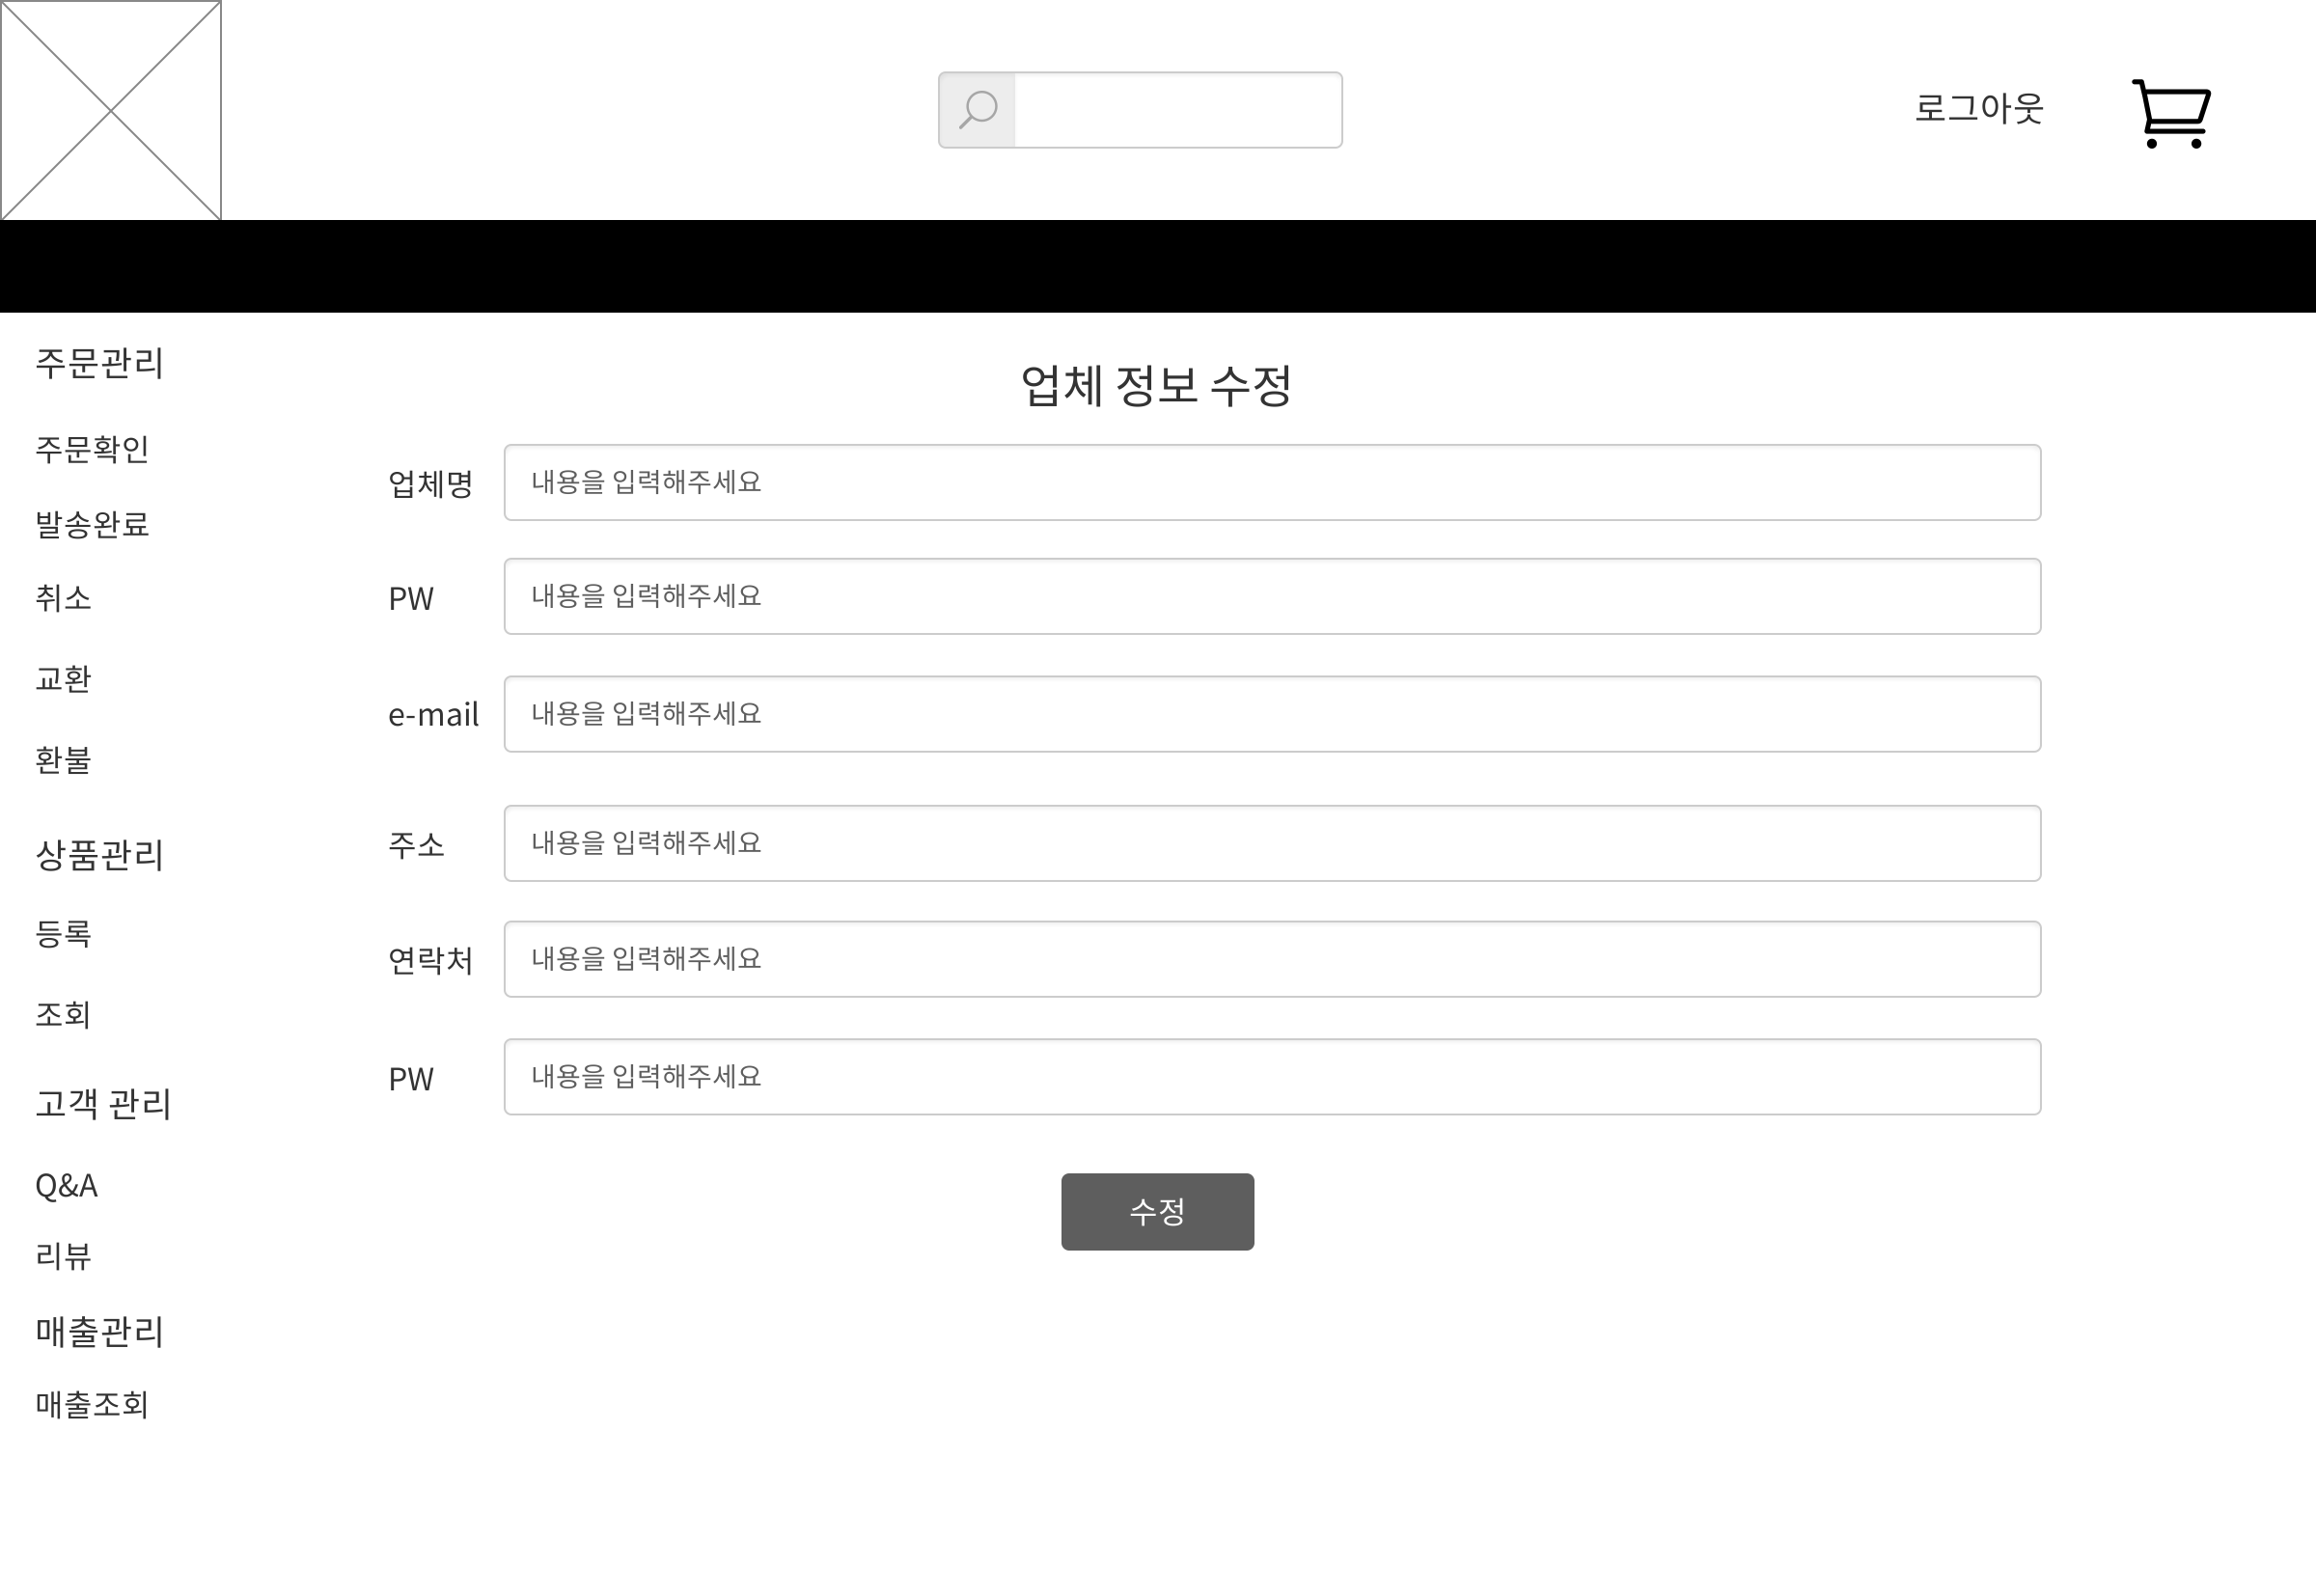 로그아웃
주문관리
주문확인
발송완료
취소
교환
환불
상품관리
등록
조회
고객 관리
Q&A
리뷰
매출관리
매출조회
업체 정보 수정
업체명 내용을 입력해주세요
PW 내용을 입력해주세요
e-mail 내용을 입력해주세요
주소 내용을 입력해주세요
연락처 내용을 입력해주세요
PW 내용을 입력해주세요
수정